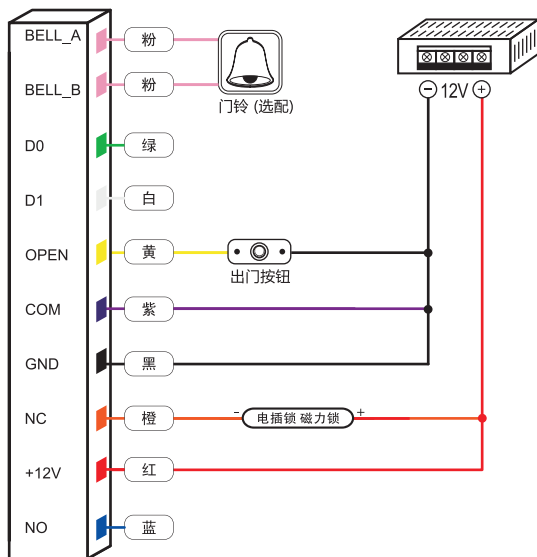 BELL_A 粉
BELL_B 粉
门铃 (选配)
− 12V +
D0 绿
D1 白
OPEN 黄
出门按钮
COM 紫
GND 黑
NC 橙 - 电插锁 磁力锁 +
+12V 红
NO 蓝